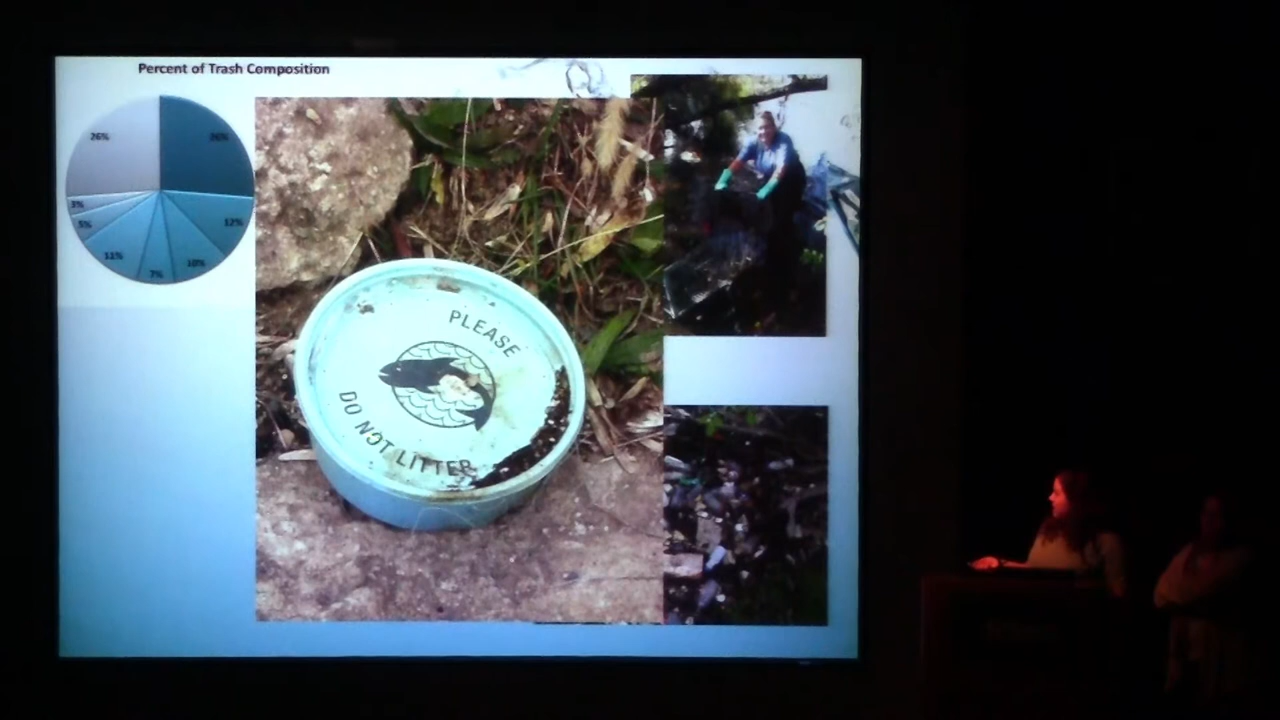 Percent of Trash Composition
26%
26%
12%
10%
7%
11%
5%
3%
PLEASE
DO NOT LITTER